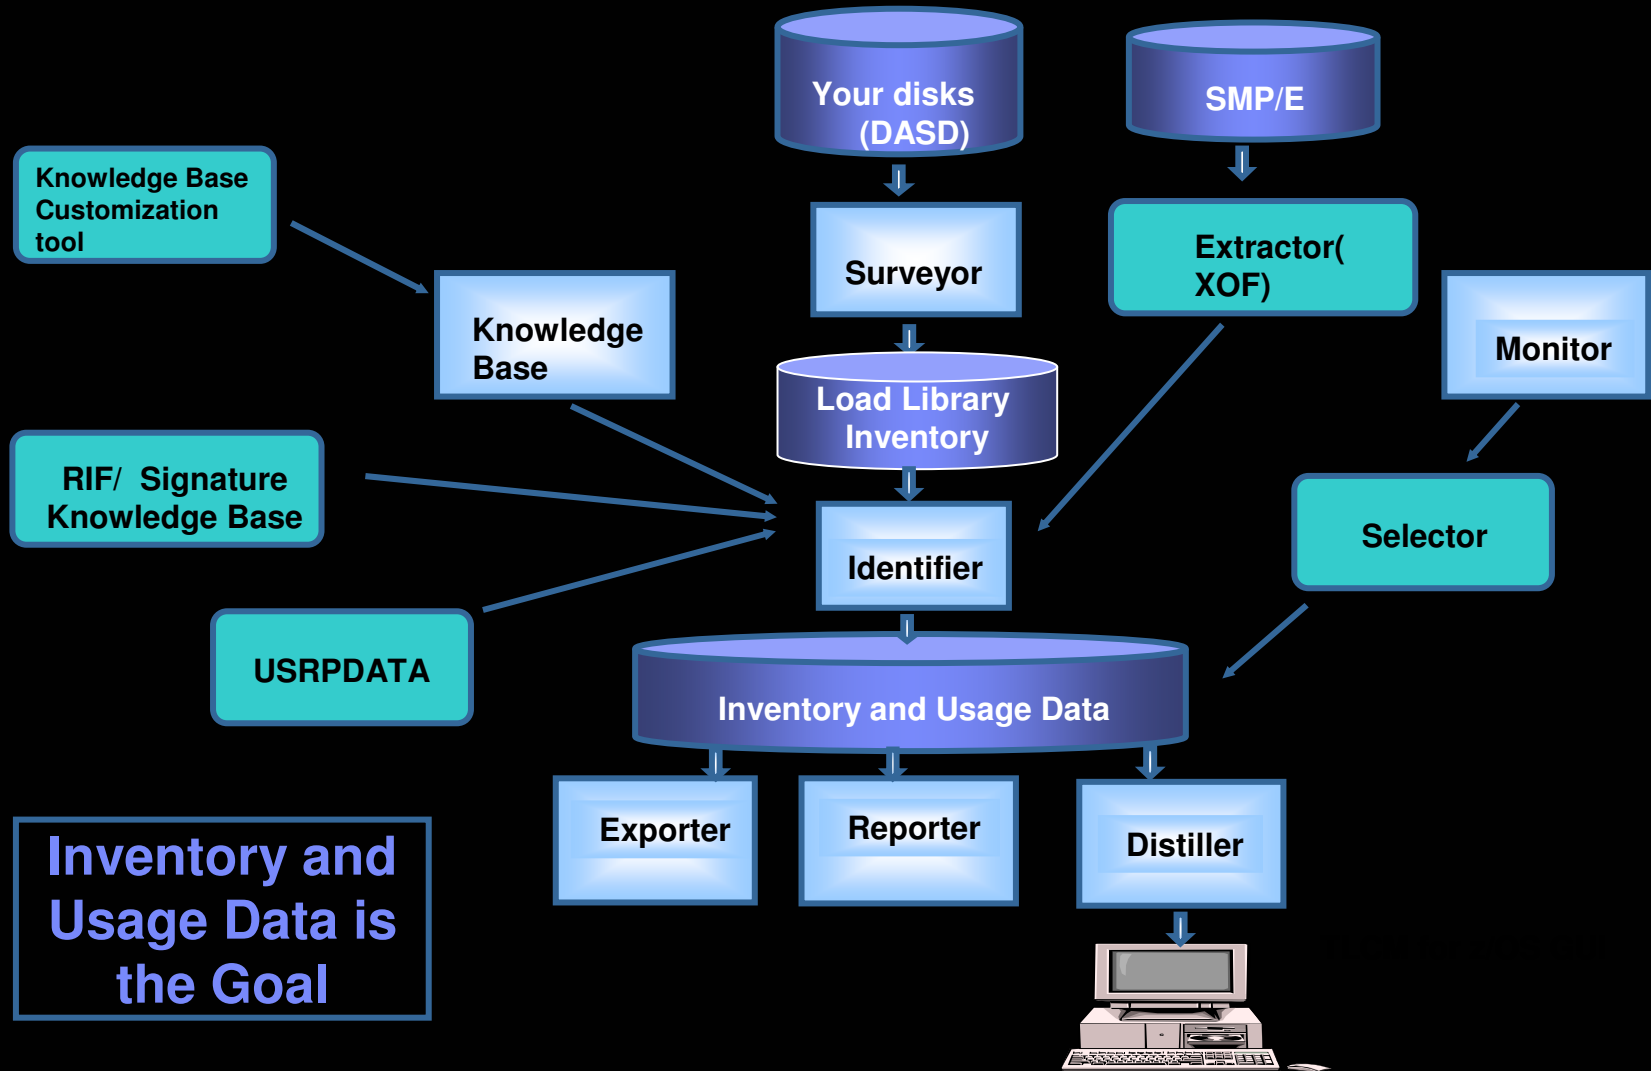 Your disks
(DASD)
SMP/E
Knowledge Base
Customization
tool
Surveyor
Extractor(
XOF)
Knowledge
Base
Monitor
Load Library
Inventory
RIF/ Signature
Knowledge Base
Identifier
Selector
USRPDATA
Inventory and Usage Data
Exporter
Reporter
Distiller
Inventory and
Usage Data is
the Goal